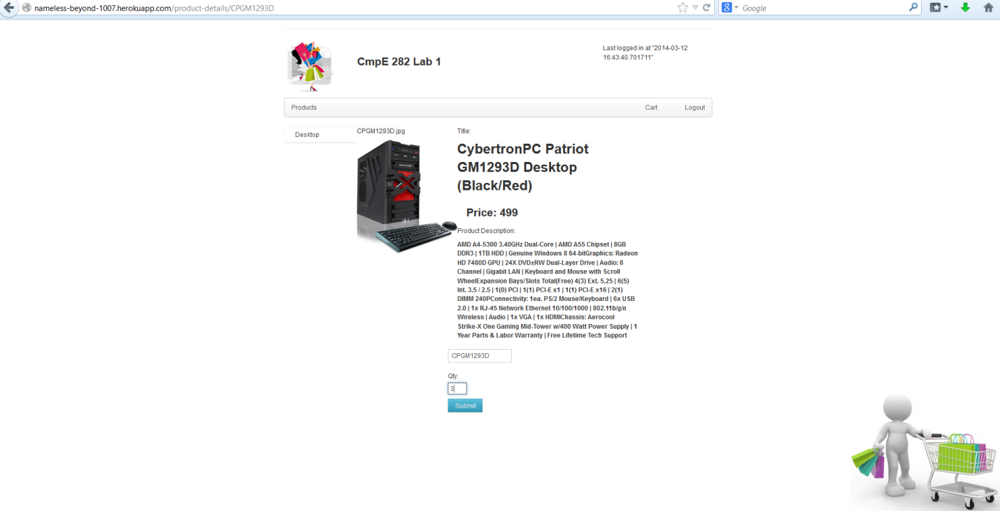 nameless-beyond-1007.herokuapp.com/product-details/CPGM1293D
8
Google
CmpE 282 Lab 1
Last logged in at "2014-03-12
16:43:40.701711"
Products
Cart
Logout
Desktop
CPGM1293D.jpg
Title:
CybertronPC Patriot
GM1293D Desktop
(Black/Red)
Price: 499
Product Description:
AMD A4-5300 3.40GHz Dual-Core | AMD A55 Chipset | 8GB
DDR3 | 1TB HDD | Genuine Windows 8 64-bitGraphics: Radeon
HD 7480D GPU | 24X DVD±RW Dual-Layer Drive | Audio: 8
Channel | Gigabit LAN | Keyboard and Mouse with Scroll
WheelExpansion Bays/Slots Total(Free) 4(3) Ext. 5.25 | 6(5)
Int. 3.5 / 2.5 | 1(0) PCI | 1(1) PCI-E x1 | 1(1) PCI-E x16 | 2(1)
DIMM 240PConnectivity: 1ea. PS/2 Mouse/Keyboard | 6x USB
2.0 | 1x RJ-45 Network Ethernet 10/100/1000 | 802.11b/g/n
Wireless | Audio | 1x VGA | 1x HDMIChassis: Aerocool
Strike-X One Gaming Mid-Tower w/400 Watt Power Supply | 1
Year Parts & Labor Warranty | Free Lifetime Tech Support
CPGM1293D
Qty:
3
Submit